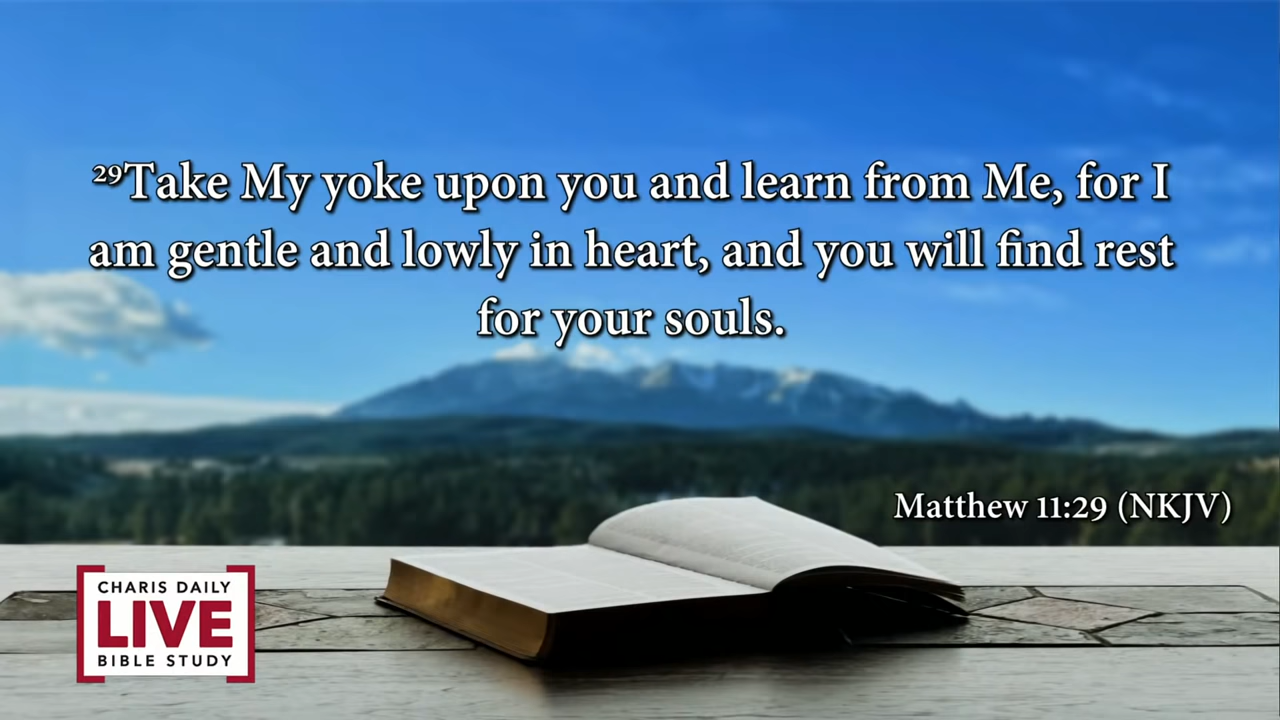 ²⁹Take My yoke upon you and learn from Me, for I
am gentle and lowly in heart, and you will find rest
for your souls.
Matthew 11:29 (NKJV)
CHARIS DAILY
LIVE
BIBLE STUDY